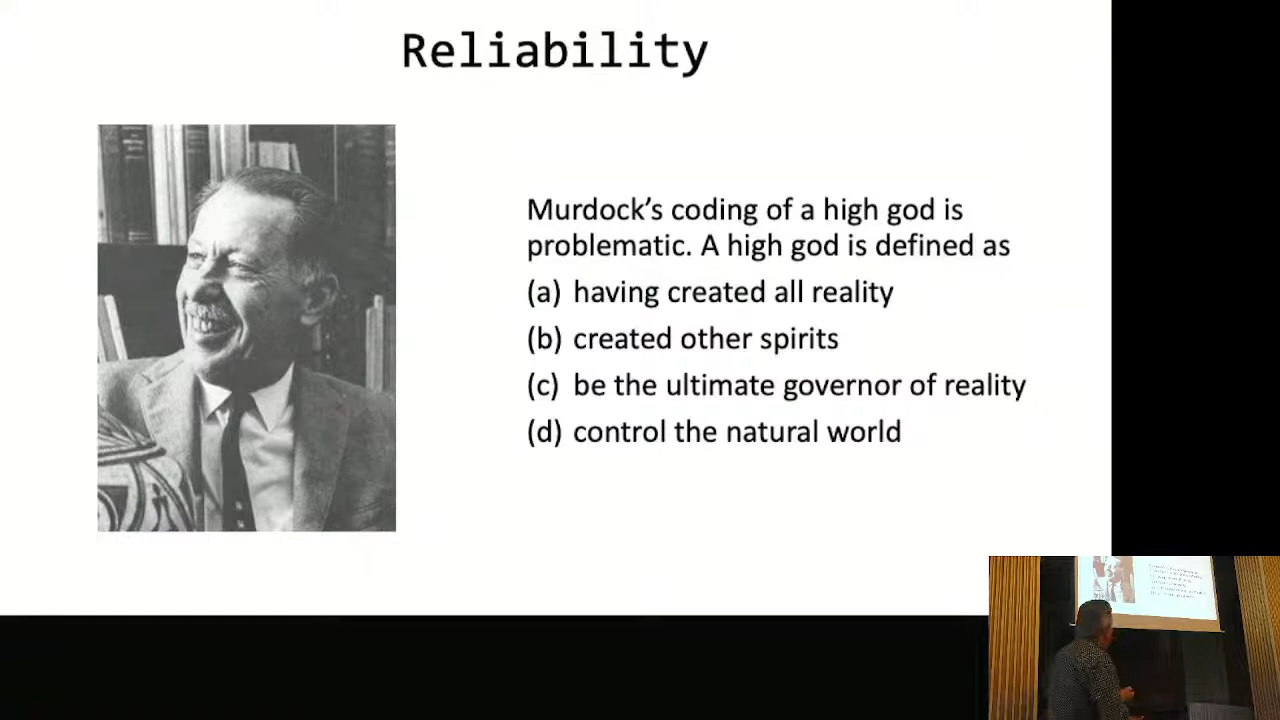 Reliability
Murdock's coding of a high god is
problematic. A high god is defined as
(a) having created all reality
(b) created other spirits
(c) be the ultimate governor of reality
(d) control the natural world